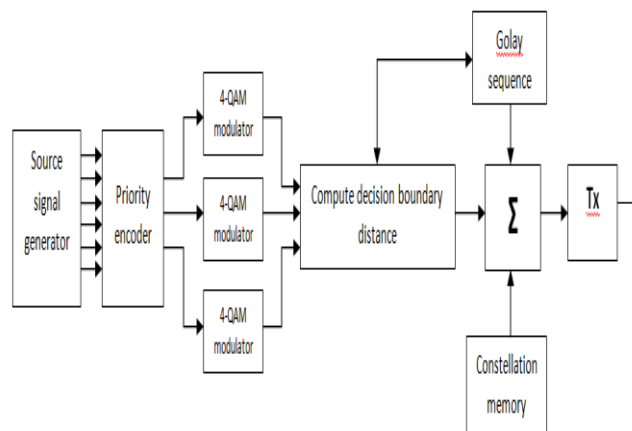 Golay
sequence
4-QAM
modulator
Source
signal
generator
Priority
encoder
4-QAM
modulator
Compute decision boundary
distance
Σ
Tx
4-QAM
modulator
Constellation
memory